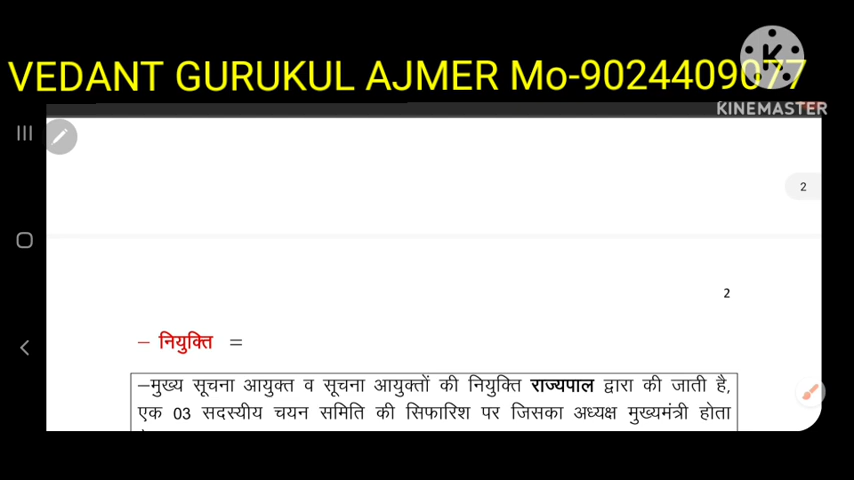 VEDANT GURUKUL AJMER Mo-9024409077
KINEMASTER
2
2
– नियुक्ति =
–मुख्य सूचना आयुक्त व सूचना आयुक्तों की नियुक्ति राज्यपाल द्वारा की जाती है,
एक 03 सदस्यीय चयन समिति की सिफारिश पर जिसका अध्यक्ष मुख्यमंत्री होता